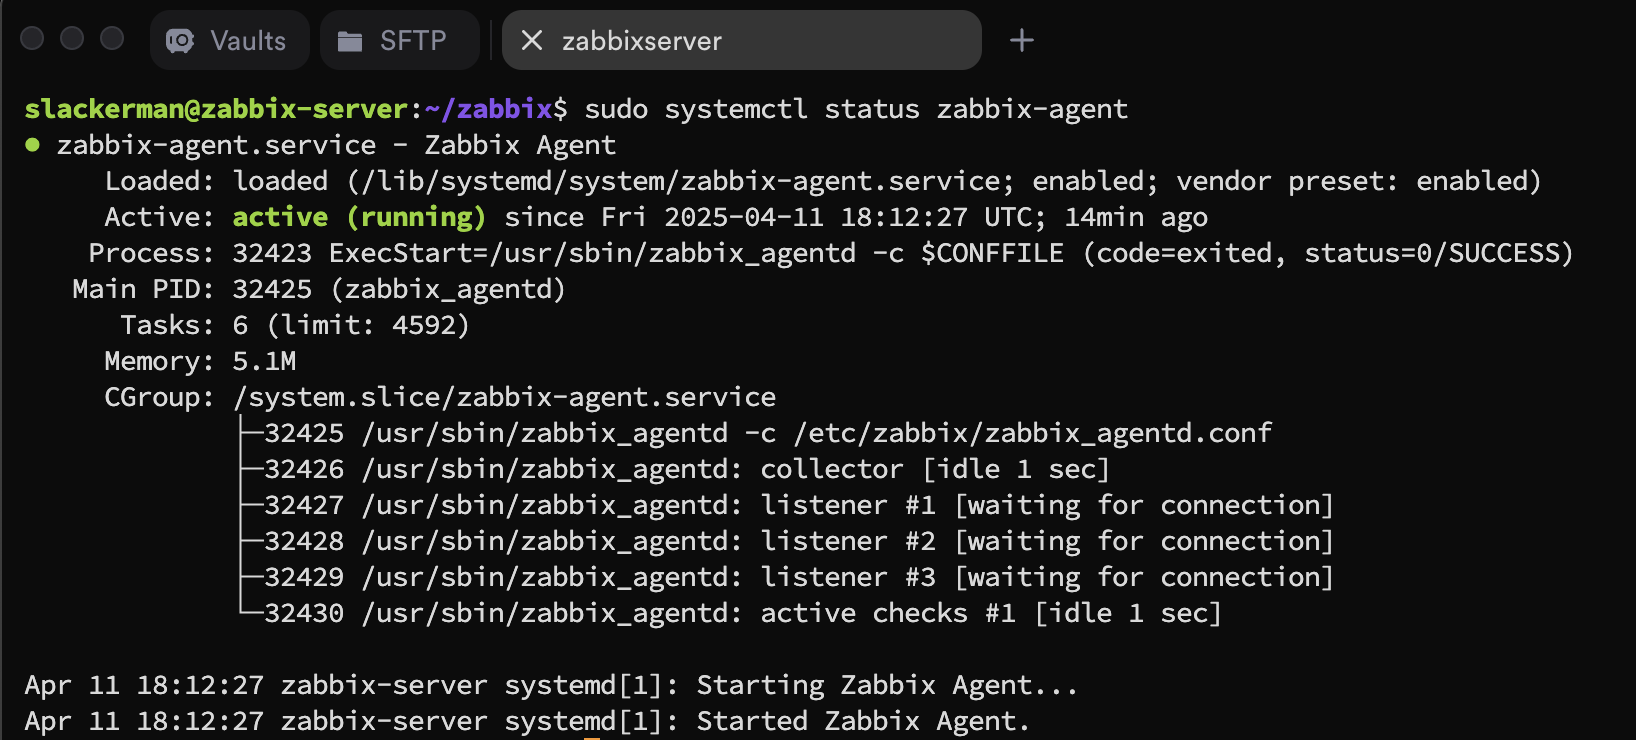 Vaults SFTP zabbixserver
slackerman@zabbix-server:~/zabbix$ sudo systemctl status zabbix-agent
● zabbix-agent.service - Zabbix Agent
Loaded: loaded (/lib/systemd/system/zabbix-agent.service; enabled; vendor preset: enabled)
Active: active (running) since Fri 2025-04-11 18:12:27 UTC; 14min ago
Process: 32423 ExecStart=/usr/sbin/zabbix_agentd -c $CONFFILE (code=exited, status=0/SUCCESS)
Main PID: 32425 (zabbix_agentd)
Tasks: 6 (limit: 4592)
Memory: 5.1M
CGroup: /system.slice/zabbix-agent.service
├─32425 /usr/sbin/zabbix_agentd -c /etc/zabbix/zabbix_agentd.conf
├─32426 /usr/sbin/zabbix_agentd: collector [idle 1 sec]
├─32427 /usr/sbin/zabbix_agentd: listener #1 [waiting for connection]
├─32428 /usr/sbin/zabbix_agentd: listener #2 [waiting for connection]
├─32429 /usr/sbin/zabbix_agentd: listener #3 [waiting for connection]
└─32430 /usr/sbin/zabbix_agentd: active checks #1 [idle 1 sec]
Apr 11 18:12:27 zabbix-server systemd[1]: Starting Zabbix Agent...
Apr 11 18:12:27 zabbix-server systemd[1]: Started Zabbix Agent.